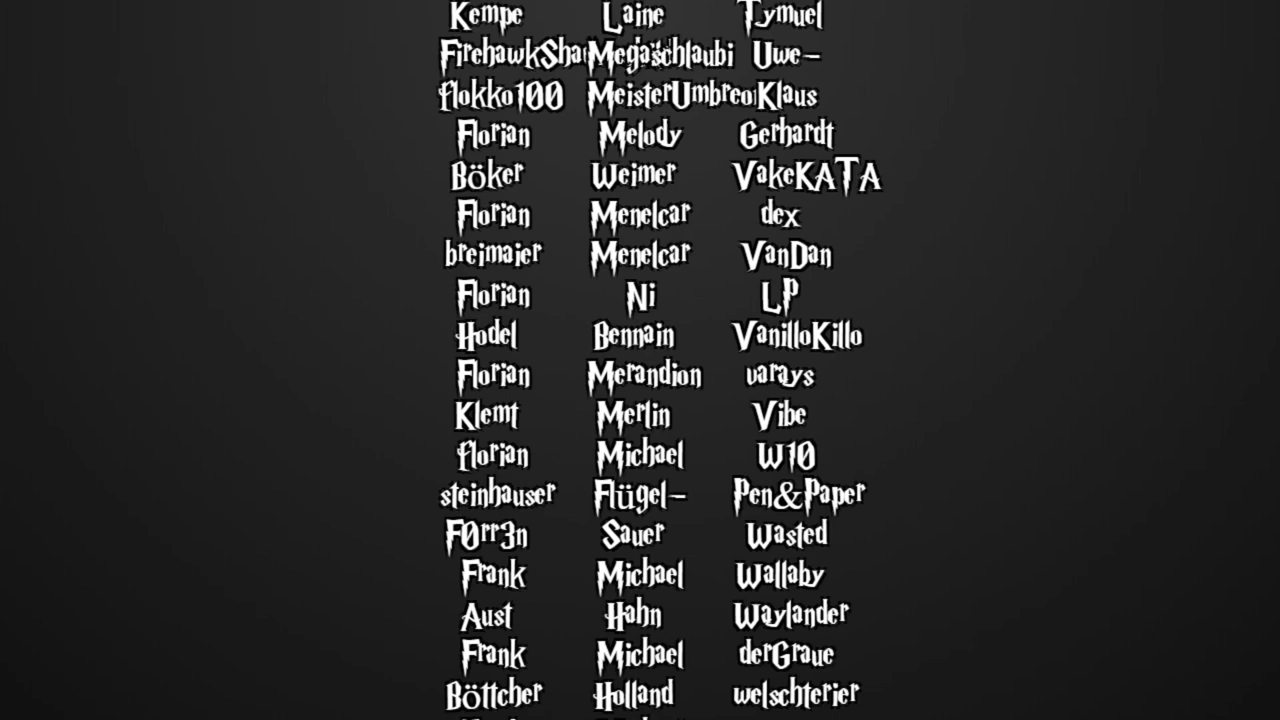 Kempe Laine Tymuel
FirehawkSha Megaschlaubi Uwe-
flokko100 MeisterUmbreo Klaus
Florian Melody Gerhardt
Böker Weimer VakeKATA
Florian Menelcar dex
breimaier Menelcar VanDan
Florian Ni LP
Hodel Bennain VanilloKillo
Florian Merandion varays
Klemt Merlin Vibe
florian Michael W10
steinhauser Flügel- Pen&Paper
F0rr3n Sauer Wasted
Frank Michael Wallaby
Aust Hahn Waylander
Frank Michael derGraue
Böttcher Holland welschterier